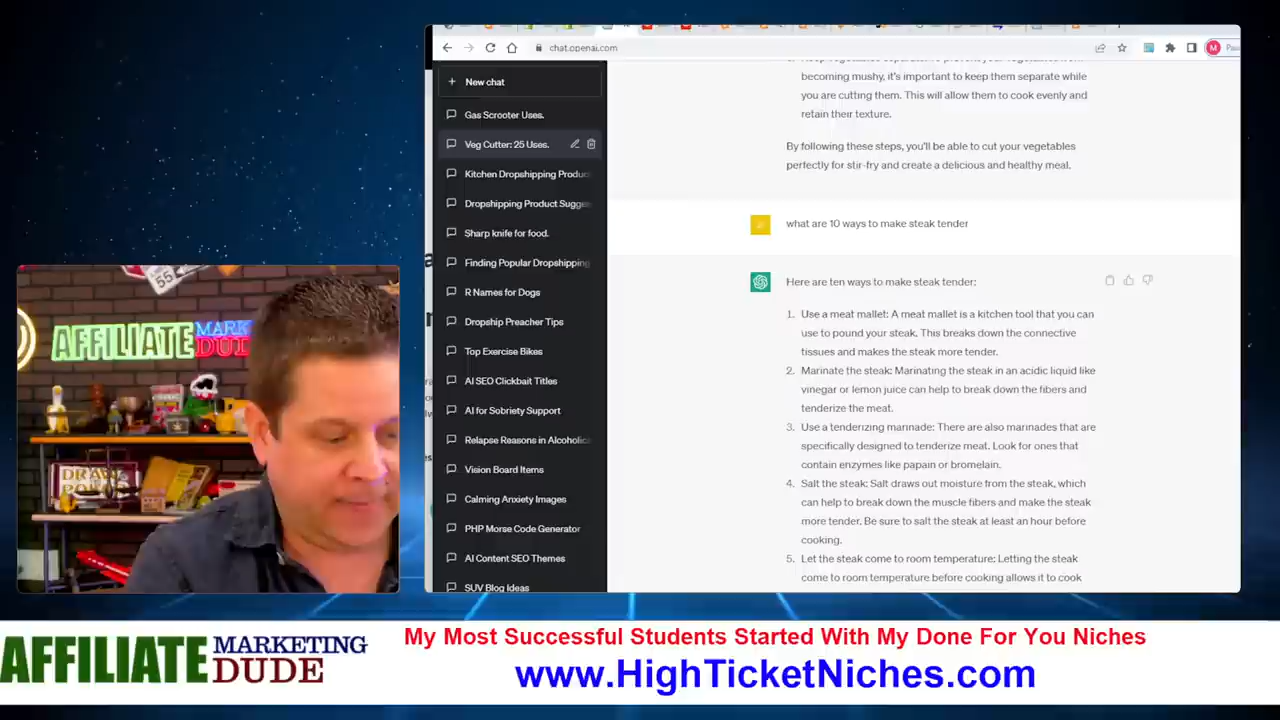 chat.openai.com
M
New chat
Gas Scrooter Uses.
Veg Cutter: 25 Uses.
Kitchen Dropshipping Produc
Dropshipping Product Sugge
Sharp knife for food.
Finding Popular Dropshipping
R Names for Dogs
Dropship Preacher Tips
Top Exercise Bikes
AI SEO Clickbait Titles
AI for Sobriety Support
Relapse Reasons in Alcoholic
Vision Board Items
Calming Anxiety Images
PHP Morse Code Generator
AI Content SEO Themes
SUV Blog Ideas
becoming mushy, it's important to keep them separate while
you are cutting them. This will allow them to cook evenly and
retain their texture.
By following these steps, you'll be able to cut your vegetables
perfectly for stir-fry and create a delicious and healthy meal.
what are 10 ways to make steak tender
Here are ten ways to make steak tender:
1. Use a meat mallet: A meat mallet is a kitchen tool that you can
use to pound your steak. This breaks down the connective
tissues and makes the steak more tender.
2. Marinate the steak: Marinating the steak in an acidic liquid like
vinegar or lemon juice can help to break down the fibers and
tenderize the meat.
3. Use a tenderizing marinade: There are also marinades that are
specifically designed to tenderize meat. Look for ones that
contain enzymes like papain or bromelain.
4. Salt the steak: Salt draws out moisture from the steak, which
can help to break down the muscle fibers and make the steak
more tender. Be sure to salt the steak at least an hour before
cooking.
5. Let the steak come to room temperature: Letting the steak
come to room temperature before cooking allows it to cook
55
AFFILIATE
MARK
DUD
AFFILIATE MARKETING
DUDE
My Most Successful Students Started With My Done For You Niches
www.HighTicketNiches.com